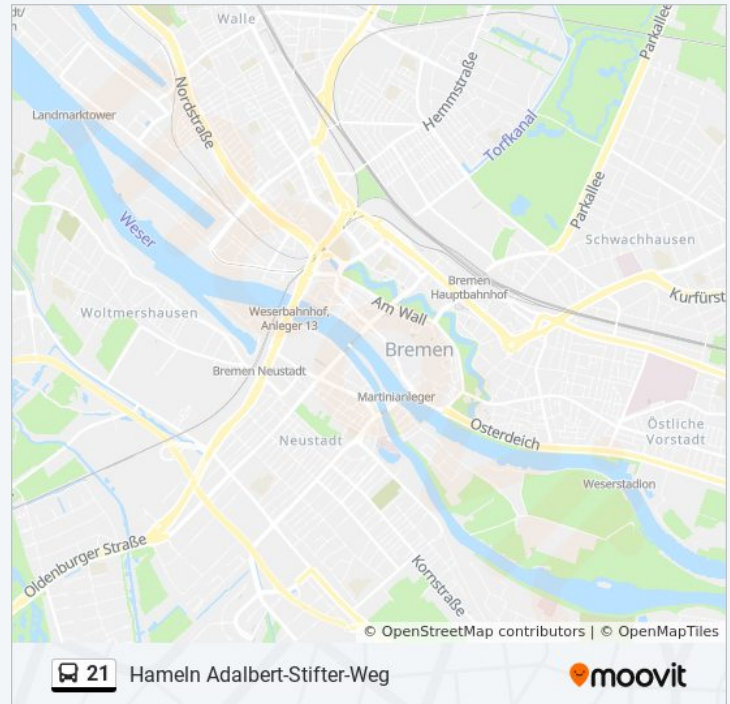 Walle
dt/
n
Parkallee
Hemmstraße
Nordstraße
Landmarktower
Torfkanal
Parkallee
Weser
Schwachhausen
Bremen
Hauptbahnhof
Kurfürst
Am Wall
Woltmershausen
Weserbahnhof,
Anleger 13
Bremen
Bremen Neustadt
Martinianleger
Osterdeich
Östliche
Vorstadt
Neustadt
Weserstadion
Oldenburger Straße
Kornstraße
© OpenStreetMap contributors | © OpenMapTiles
21 Hameln Adalbert-Stifter-Weg
moovit